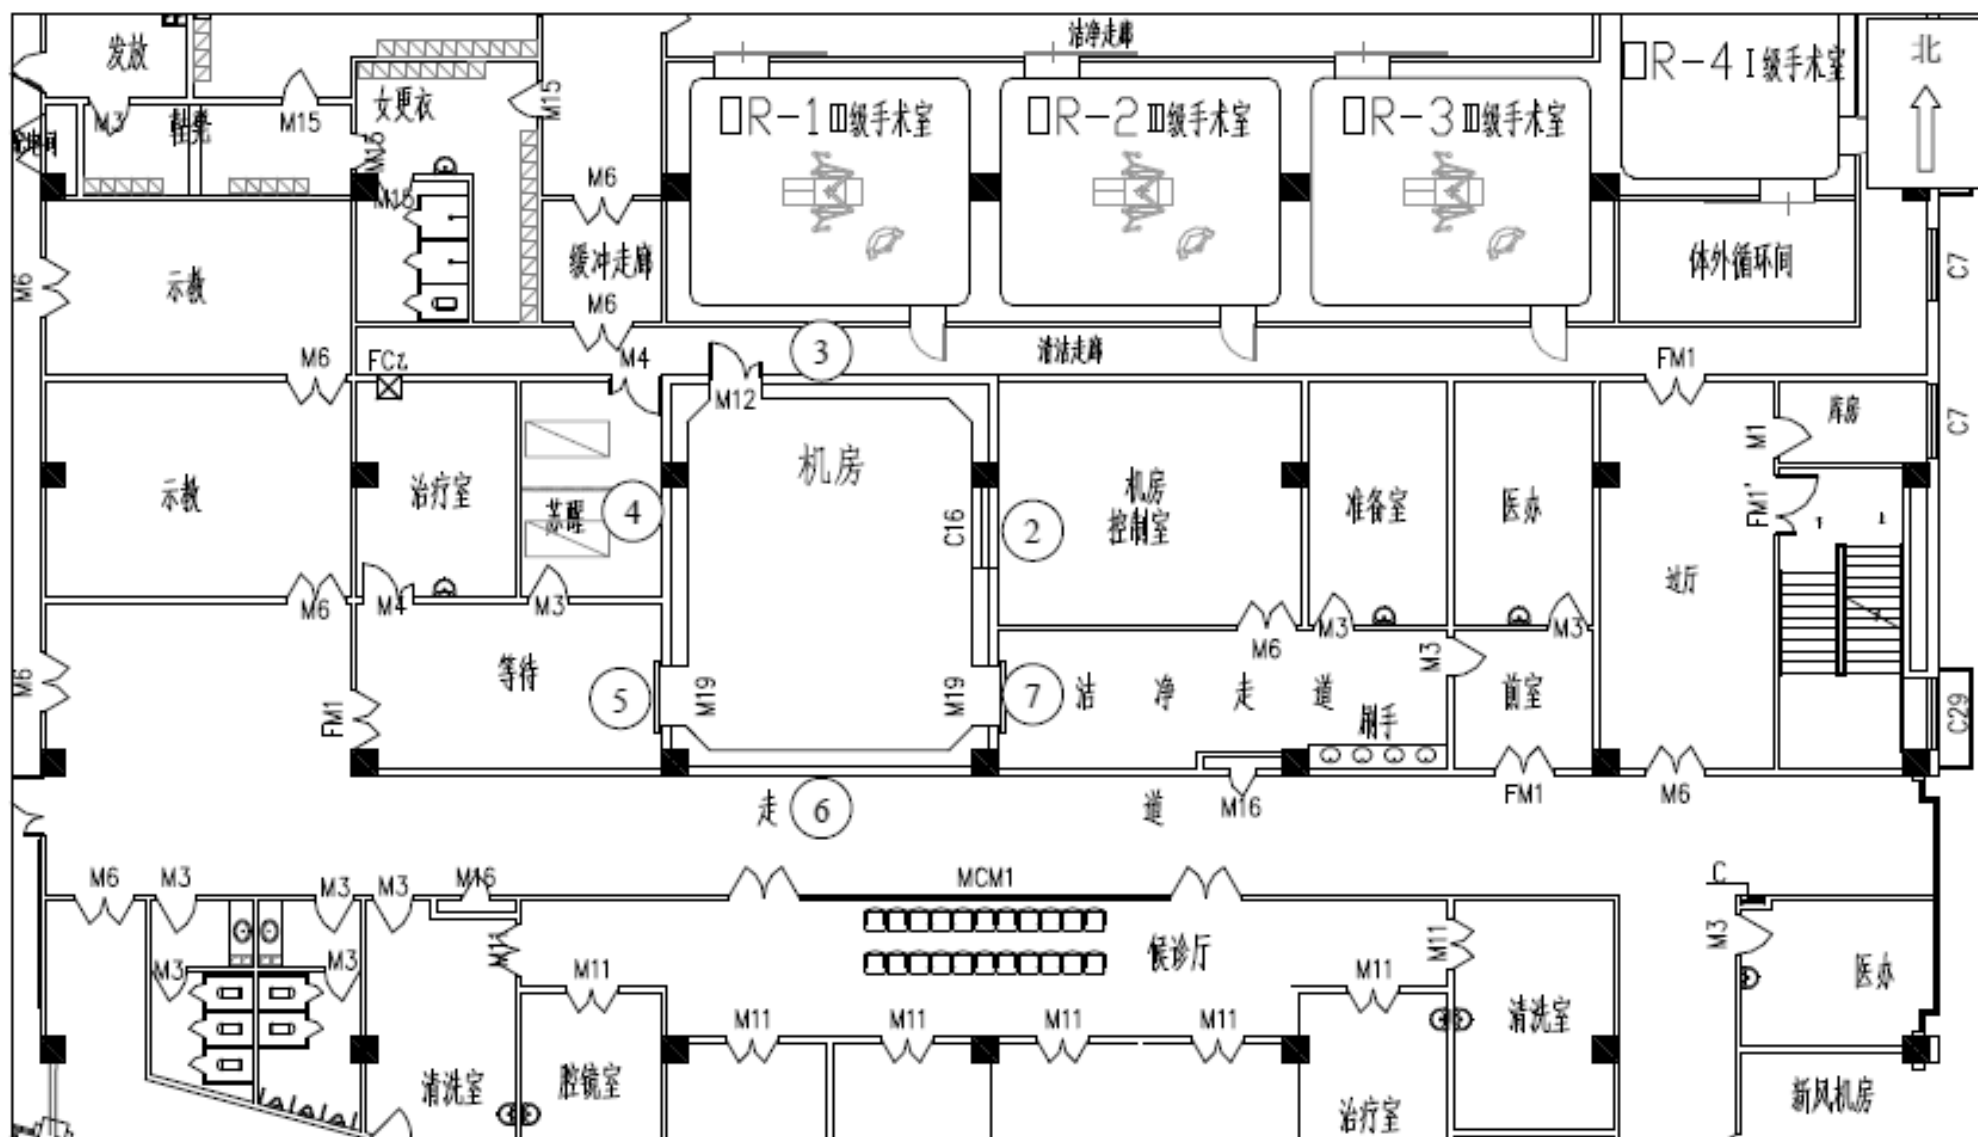 洁净走廊
北
发放
R-4 I级手术室
女更衣
M15
R-1 III级手术室
R-2 III级手术室
R-3 III级手术室
M3
鞋凳
M15
M15
M15
M6
缓冲走廊
体外循环间
C7
示教
M6
M6
M6
FC2
M4
3
清洁走廊
FM1
M12
库房
M1
C7
机房
示教
治疗室
苏醒
4
C16
2
机房
控制室
准备室
医办
FM1'
过厅
M6
M4
M3
M6
M3
M3
M3
等待
M6
5
M19
M19
7
洁净走道
前室
FM1
刷手
C29
走
6
道
M16
FM1
M6
M6
M3
M3
M3
M16
MCM1
C
M11
M11
M3
候诊厅
M3
M3
M11
M11
医办
清洗室
M11
M11
M11
M11
清洗室
腔镜室
治疗室
新风机房